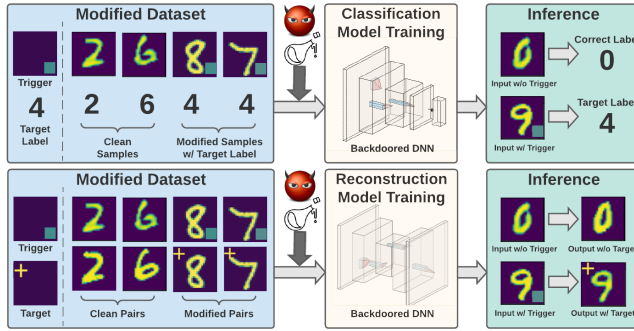 Modified Dataset
Classification
Model Training
Inference
Trigger
4
Target
Label
2 6 4 4
Clean
Samples
Modified Samples
w/ Target Label
Backdoored DNN
Correct Label
0
Input w/o Trigger
Target Label
4
Input w/ Trigger
Modified Dataset
Reconstruction
Model Training
Inference
Trigger
Target
Clean Pairs
Modified Pairs
Backdoored DNN
Input w/o Trigger
Output w/o Target
Input w/ Trigger
Output w/ Target